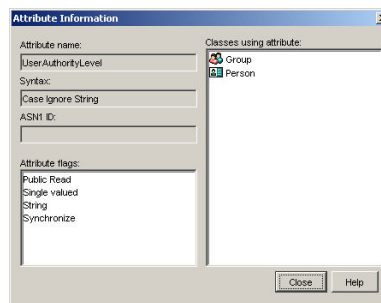 Attribute Information
Attribute name:
UserAuthorityLevel
Syntax:
Case Ignore String
ASN1 ID:
Attribute flags:
Public Read
Single valued
String
Synchronize
Classes using attribute:
Group
Person
Close
Help